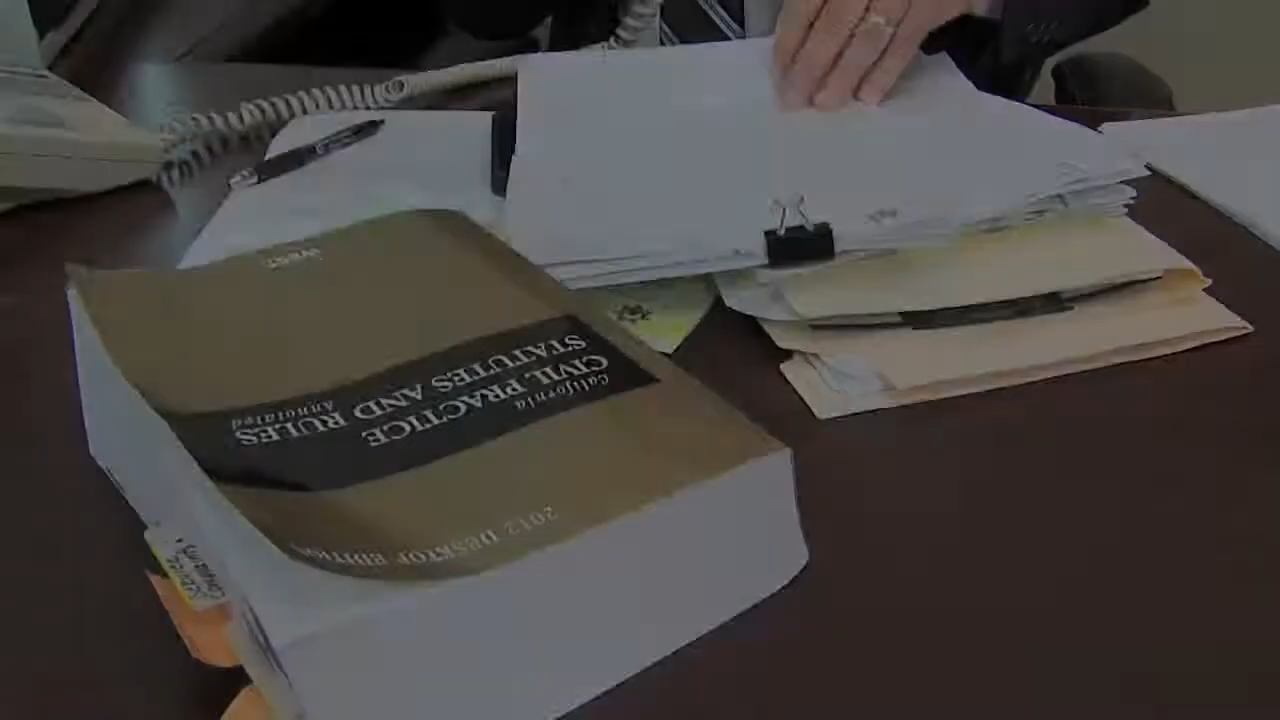 WEST
California
CIVIL PRACTICE
STATUTES AND RULES
Annotated
2012 DESKTOP EDITION